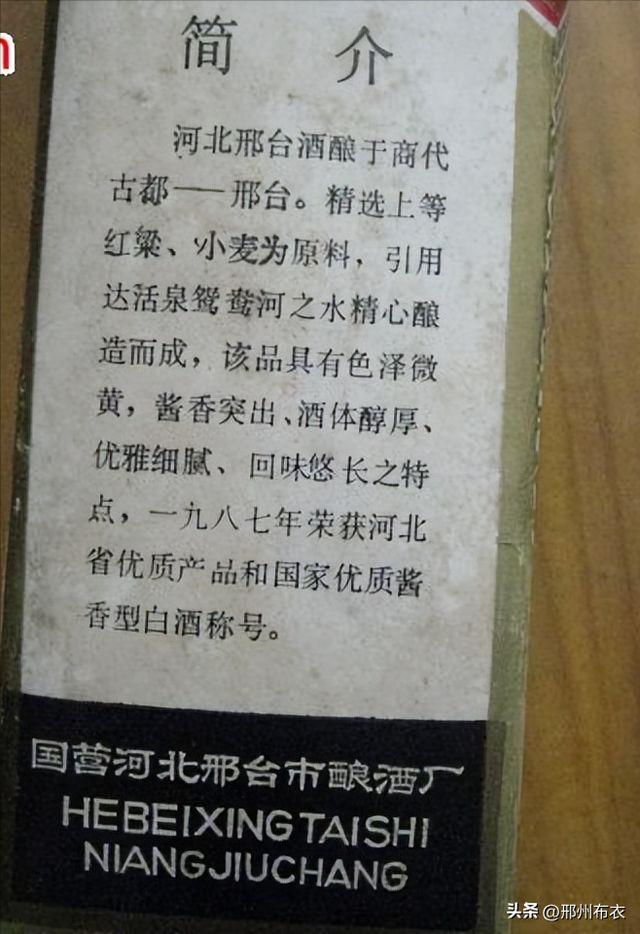 简介
河北邢台酒酿于商代
古都——邢台。精选上等
红粱、小麦为原料，引用
达活泉鸳鸯河之水精心酿
造而成，该品具有色泽微
黄，酱香突出、酒体醇厚、
优雅细腻、回味悠长之特
点，一九八七年荣获河北
省优质产品和国家优质酱
香型白酒称号。
国营河北邢台市酿酒厂
HEBEIXINGTAISHI
NIANGJIUCHANG
头条 @邢州布衣